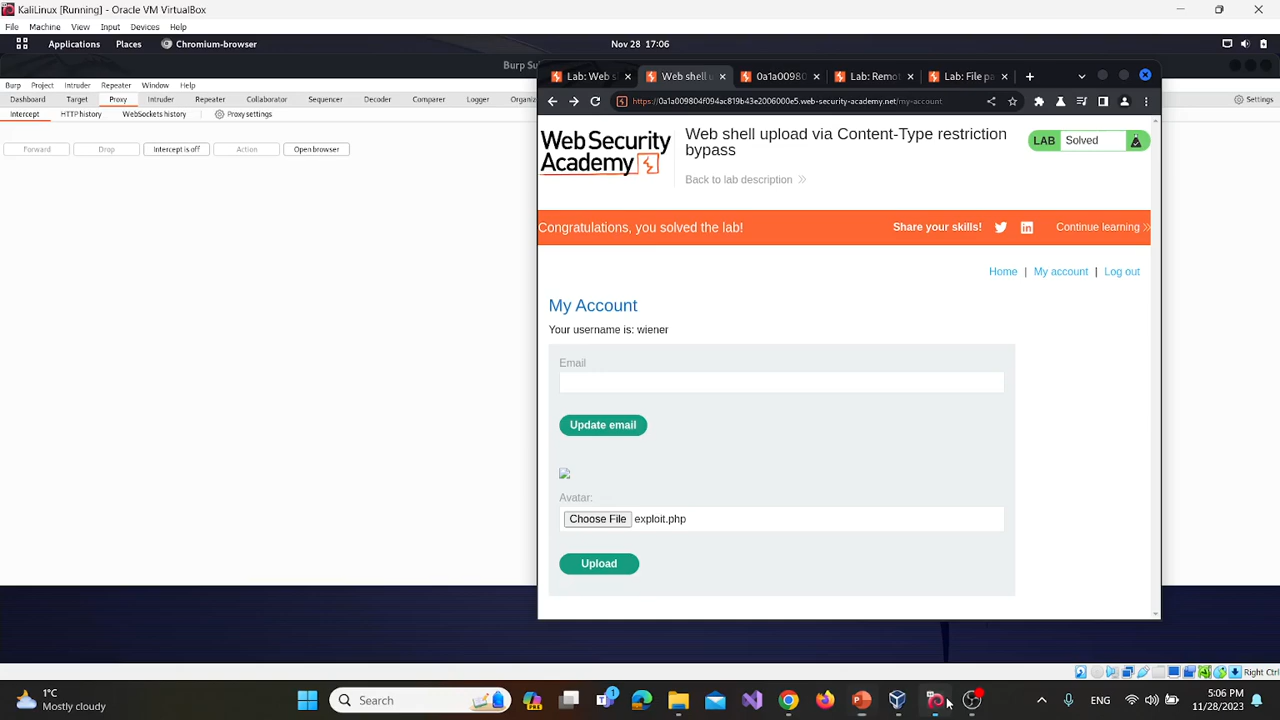 KaliLinux [Running] - Oracle VM VirtualBox
File Machine View Input Devices Help
Applications Places Chromium-browser Nov 28 17:06
Burp Su
Burp Project Intruder Repeater Window Help
Dashboard Target Proxy Intruder Repeater Collaborator Sequencer Decoder Comparer Logger Organiz
Settings
Intercept HTTP history WebSockets history Proxy settings
Forward Drop Intercept is off Action Open browser
Lab: Web s Web shell u 0a1a0098 Lab: Remot Lab: File pa
https://0a1a009804f094ac819b43e2006000e5.web-security-academy.net/my-account
Web Security
Academy
Web shell upload via Content-Type restriction
bypass
Back to lab description
LAB Solved
Congratulations, you solved the lab!
Share your skills! Continue learning
Home | My account | Log out
My Account
Your username is: wiener
Email
Update email
Avatar:
Choose File exploit.php
Upload
Right Ctrl
1°C
Mostly cloudy
Search
PRE
1
ENG
5:06 PM
11/28/2023